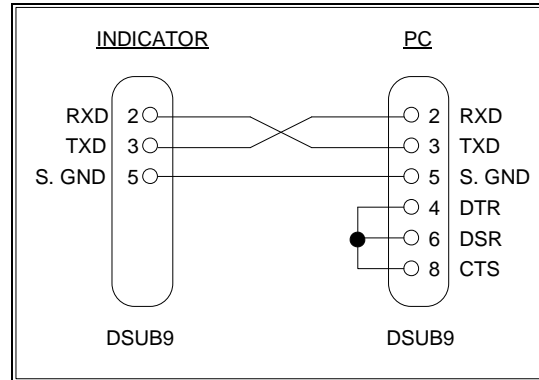 INDICATOR PC
RXD 2 2 RXD
TXD 3 3 TXD
S. GND 5 5 S. GND
4 DTR
6 DSR
8 CTS
DSUB9 DSUB9